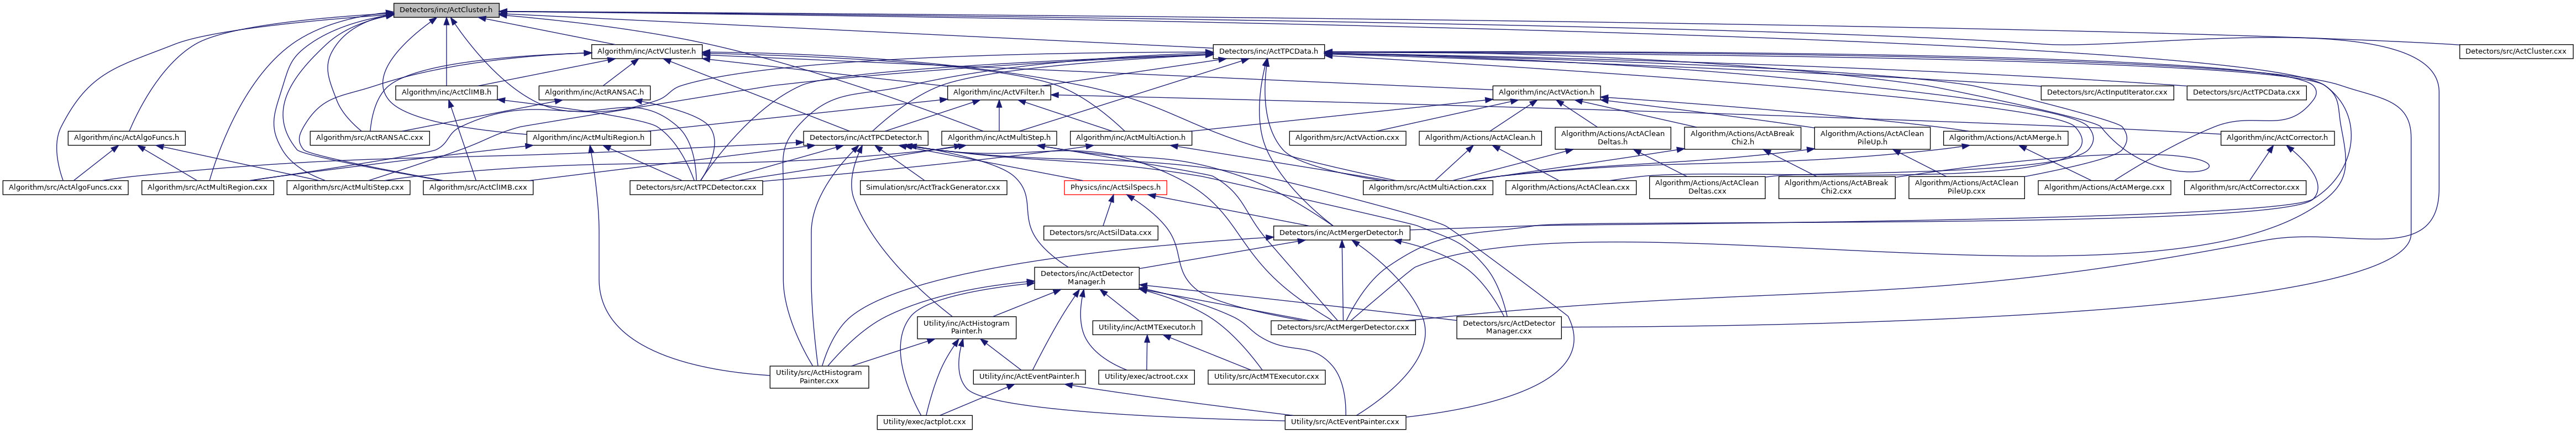 Detectors/inc/ActCluster.h
Algorithm/inc/ActVCluster.h
Detectors/inc/ActTPCData.h
Detectors/src/ActCluster.cxx
Algorithm/inc/ActClIMB.h
Algorithm/inc/ActRANSAC.h
Algorithm/inc/ActVFilter.h
Algorithm/inc/ActVAction.h
Detectors/src/ActInputIterator.cxx
Detectors/src/ActTPCData.cxx
Algorithm/inc/ActAlgoFuncs.h
Algorithm/src/ActRANSAC.cxx
Algorithm/inc/ActMultiRegion.h
Algorithm/inc/ActTPCDetector.h
Algorithm/inc/ActMultiStep.h
Algorithm/inc/ActMultiAction.h
Algorithm/src/ActVAction.cxx
Algorithm/Actions/ActAClean.h
Algorithm/Actions/ActAClean
Deltas.h
Algorithm/Actions/ActABreak
Chi2.h
Algorithm/Actions/ActAClean
PileUp.h
Algorithm/Actions/ActAMerge.h
Algorithm/inc/ActCorrector.h
Algorithm/src/ActAlgoFuncs.cxx
Algorithm/src/ActMultiRegion.cxx
Algorithm/src/ActMultiStep.cxx
Algorithm/src/ActClIMB.cxx
Detectors/src/ActTPCDetector.cxx
Simulation/src/ActTrackGenerator.cxx
Physics/inc/ActSilSpecs.h
Algorithm/src/ActMultiAction.cxx
Algorithm/Actions/ActAClean.cxx
Algorithm/Actions/ActAClean
Deltas.cxx
Algorithm/Actions/ActABreak
Chi2.cxx
Algorithm/Actions/ActAClean
PileUp.cxx
Algorithm/Actions/ActAMerge.cxx
Algorithm/src/ActCorrector.cxx
Detectors/src/ActSilData.cxx
Detectors/inc/ActMergerDetector.h
Detectors/inc/ActDetector
Manager.h
Utility/inc/ActHistogram
Painter.h
Utility/inc/ActMTExecutor.h
Detectors/src/ActMergerDetector.cxx
Detectors/src/ActDetector
Manager.cxx
Utility/src/ActHistogram
Painter.cxx
Utility/inc/ActEventPainter.h
Utility/exec/actroot.cxx
Utility/src/ActMTExecutor.cxx
Utility/exec/actplot.cxx
Utility/src/ActEventPainter.cxx